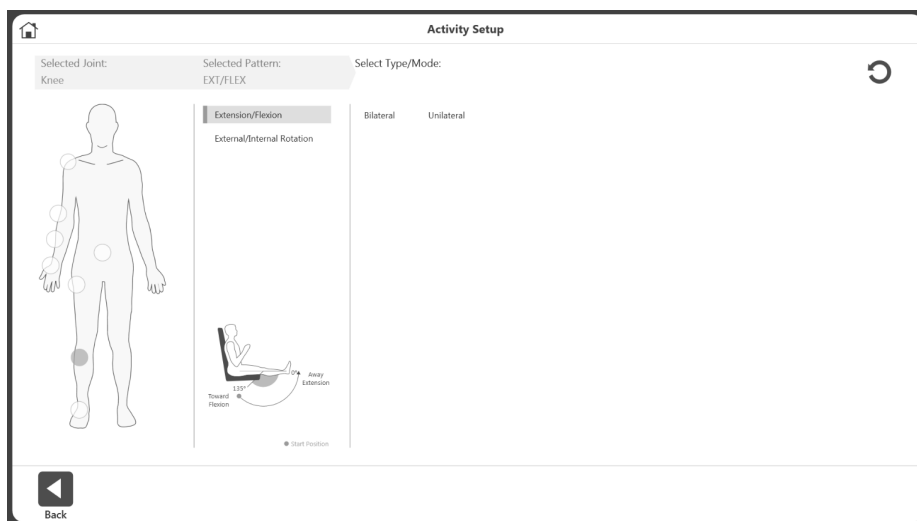 Activity Setup
Selected Joint:
Knee
Selected Pattern:
EXT/FLEX
Select Type/Mode:
Extension/Flexion
External/Internal Rotation
Bilateral
Unilateral
0°
Away
Extension
135°
Toward
Flexion
Start Position
Back